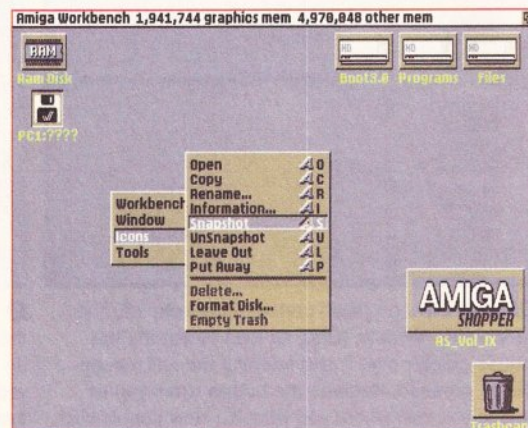 Amiga Workbench 1,941,744 graphics mem 4,970,848 other mem
RAM
Ram Disk
HD
HD
HD
Boot3.0
Programs
Files
PC1:????
Workbench
Window
Icons
Tools
Open A O
Copy A C
Rename... A R
Information... A I
Snapshot A S
UnSnapshot A U
Leave Out A L
Put Away A P
Delete...
Format Disk...
Empty Trash
AMIGA
SHOPPER
AS_Vol_IX
Trashcan